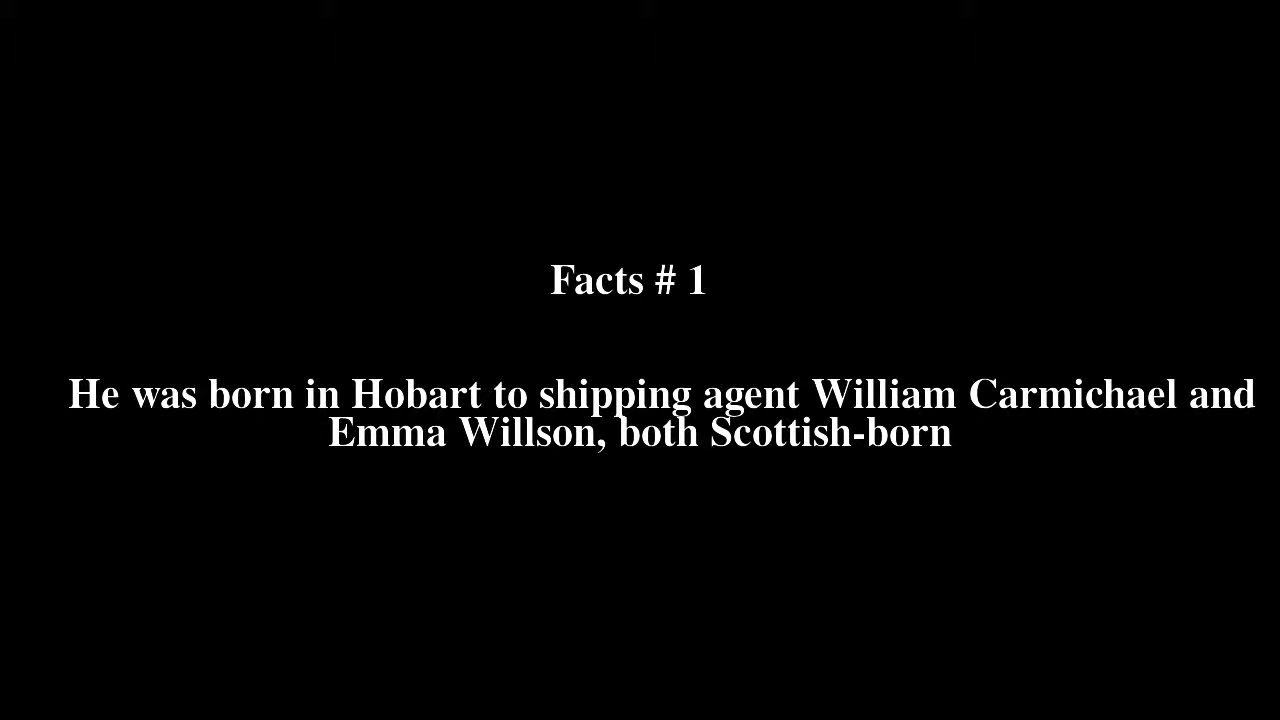 Facts # 1
He was born in Hobart to shipping agent William Carmichael and
Emma Willson, both Scottish-born